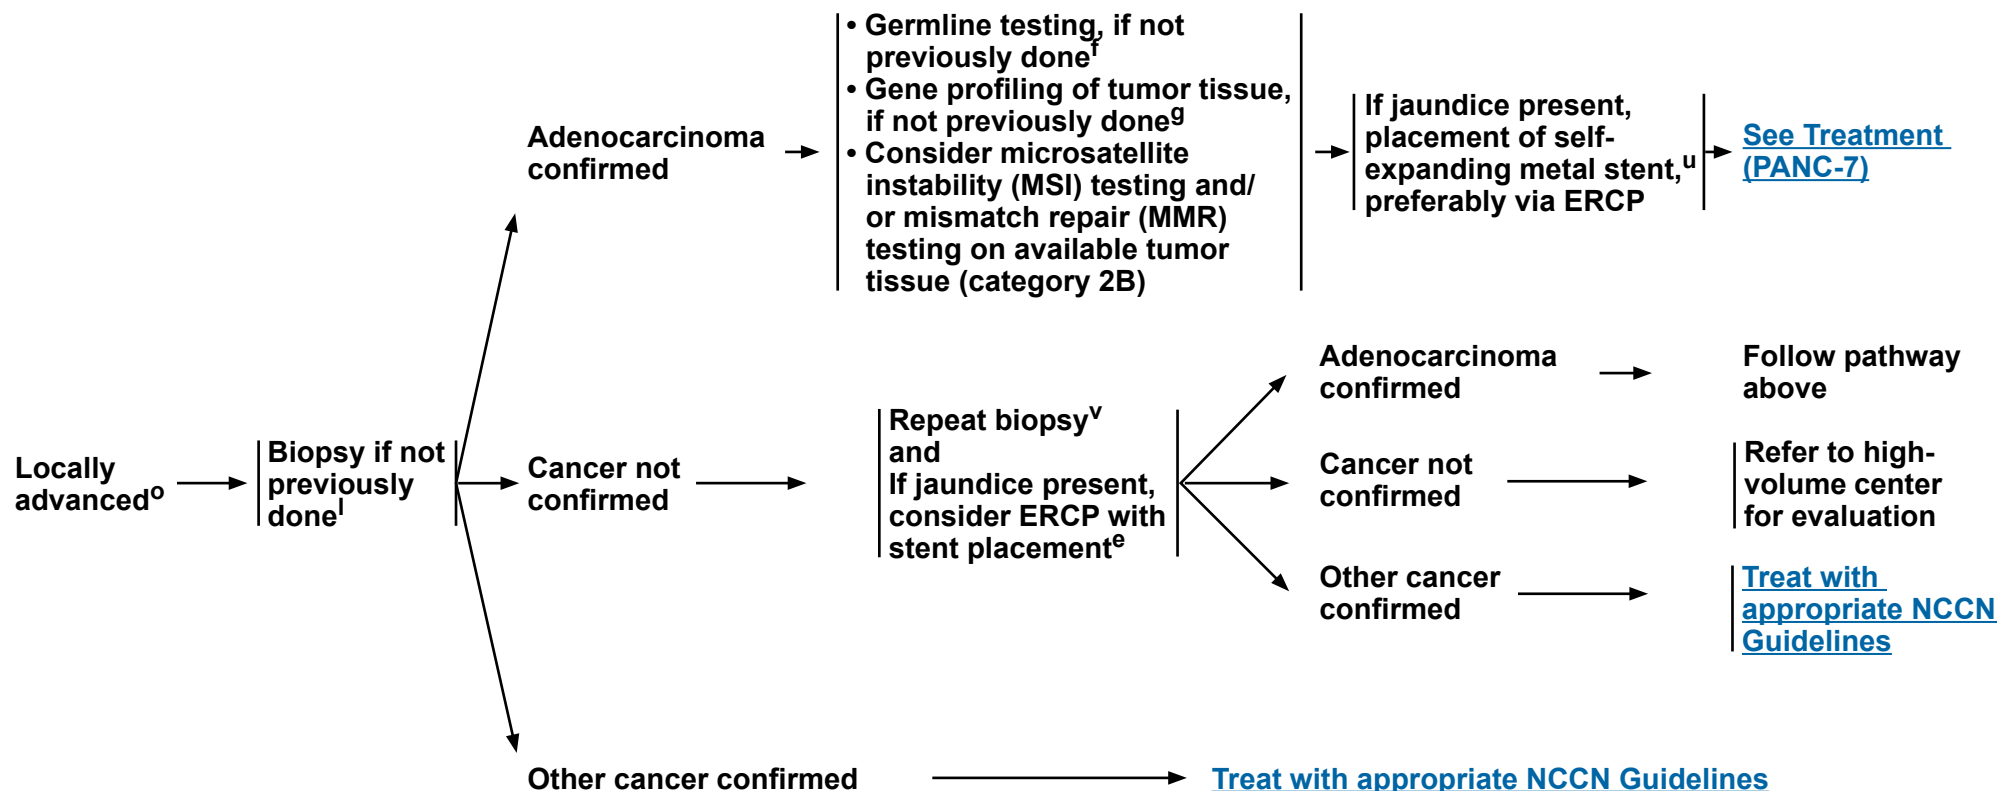 • Germline testing, if not
previously done^f
• Gene profiling of tumor tissue,
if not previously done^g
• Consider microsatellite
instability (MSI) testing and/
or mismatch repair (MMR)
testing on available tumor
tissue (category 2B)
Adenocarcinoma
confirmed
If jaundice present,
placement of self-
expanding metal stent,^u
preferably via ERCP
See Treatment
(PANC-7)
Locally
advanced^o
Biopsy if not
previously
done^l
Cancer not
confirmed
Repeat biopsy^v
and
If jaundice present,
consider ERCP with
stent placement^e
Adenocarcinoma
confirmed
Follow pathway
above
Cancer not
confirmed
Refer to high-
volume center
for evaluation
Other cancer
confirmed
Treat with
appropriate NCCN
Guidelines
Other cancer confirmed
Treat with appropriate NCCN Guidelines